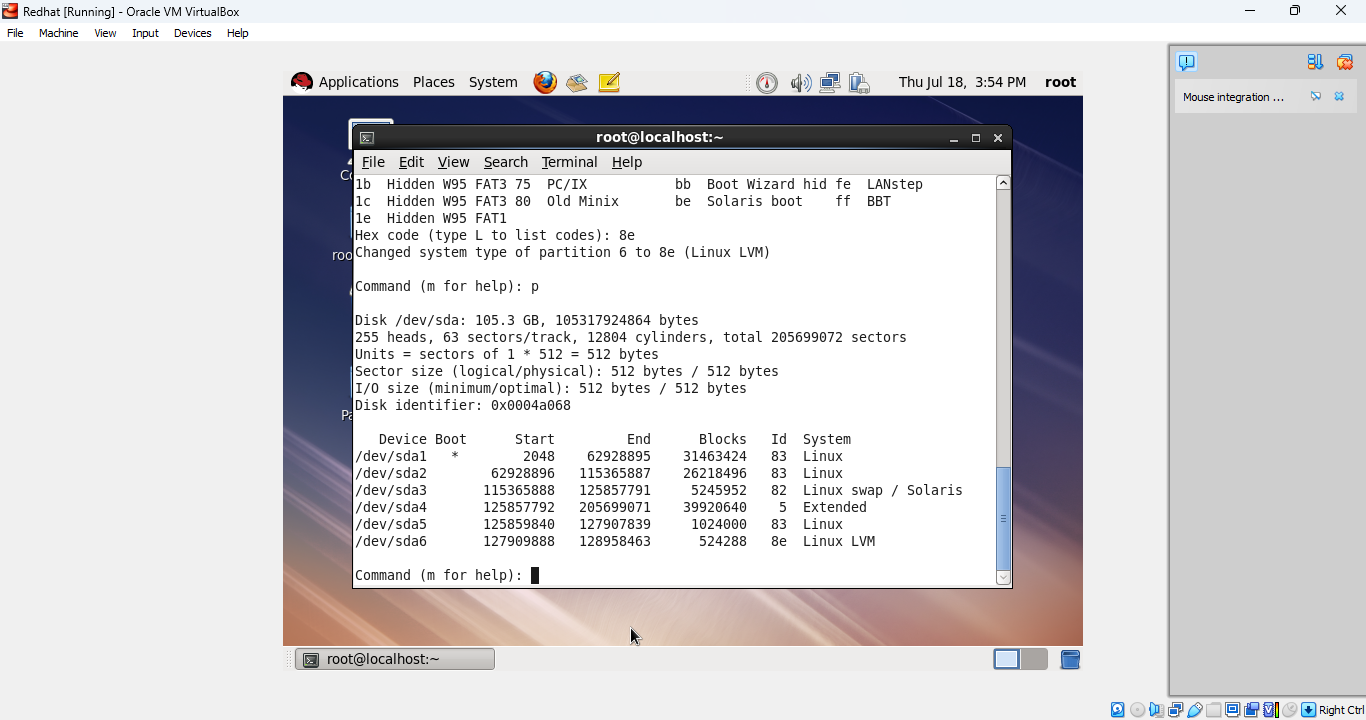 Redhat [Running] - Oracle VM VirtualBox
File Machine View Input Devices Help
Applications Places System Thu Jul 18, 3:54 PM root
Mouse integration ...
root@localhost:~
File Edit View Search Terminal Help
1b  Hidden W95 FAT3 75  PC/IX           bb  Boot Wizard hid fe  LANstep
1c  Hidden W95 FAT3 80  Old Minix       be  Solaris boot    ff  BBT
1e  Hidden W95 FAT1
Hex code (type L to list codes): 8e
Changed system type of partition 6 to 8e (Linux LVM)
Command (m for help): p
Disk /dev/sda: 105.3 GB, 105317924864 bytes
255 heads, 63 sectors/track, 12804 cylinders, total 205699072 sectors
Units = sectors of 1 * 512 = 512 bytes
Sector size (logical/physical): 512 bytes / 512 bytes
I/O size (minimum/optimal): 512 bytes / 512 bytes
Disk identifier: 0x0004a068
   Device Boot      Start         End      Blocks   Id  System
/dev/sda1   *        2048    62928895    31463424   83  Linux
/dev/sda2        62928896   115365887    26218496   83  Linux
/dev/sda3       115365888   125857791     5245952   82  Linux swap / Solaris
/dev/sda4       125857792   205699071    39920640    5  Extended
/dev/sda5       125859840   127907839     1024000   83  Linux
/dev/sda6       127909888   128958463      524288   8e  Linux LVM
Command (m for help):
root@localhost:~
Right Ctrl